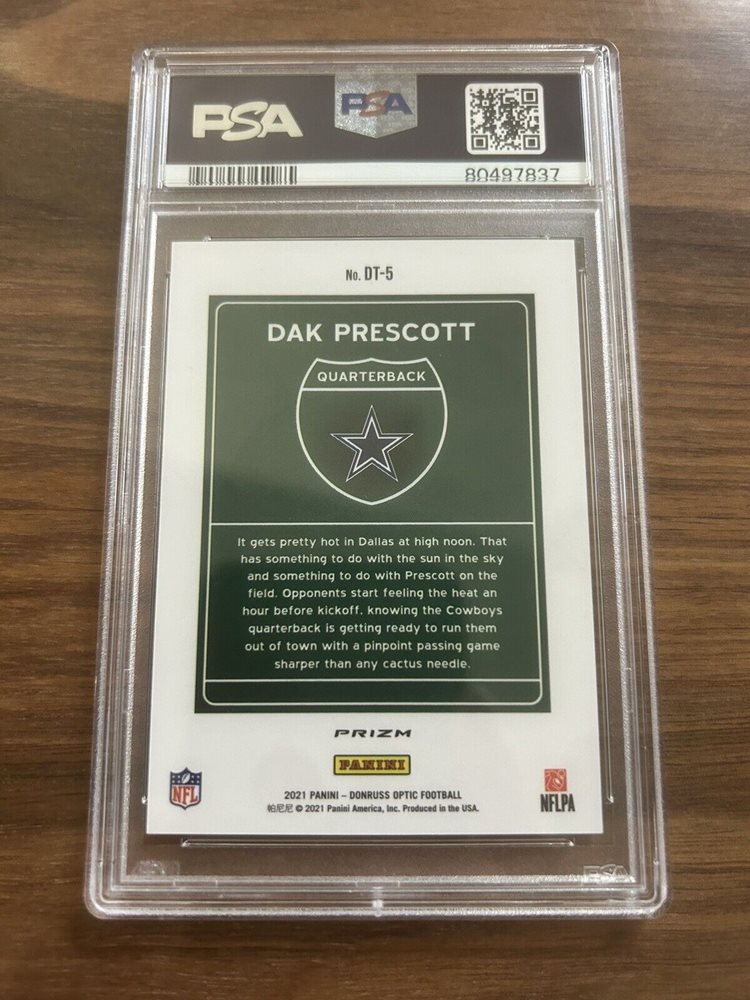 PSA
PSA
80497837
No. DT-5
DAK PRESCOTT
QUARTERBACK
It gets pretty hot in Dallas at high noon. That
has something to do with the sun in the sky
and something to do with Prescott on the
field. Opponents start feeling the heat an
hour before kickoff, knowing the Cowboys
quarterback is getting ready to run them
out of town with a pinpoint passing game
sharper than any cactus needle.
PRIZM
PANINI
NFL
NFLPA
2021 PANINI – DONRUSS OPTIC FOOTBALL
帕尼尼 © 2021 Panini America, Inc. Produced in the USA.
PSA